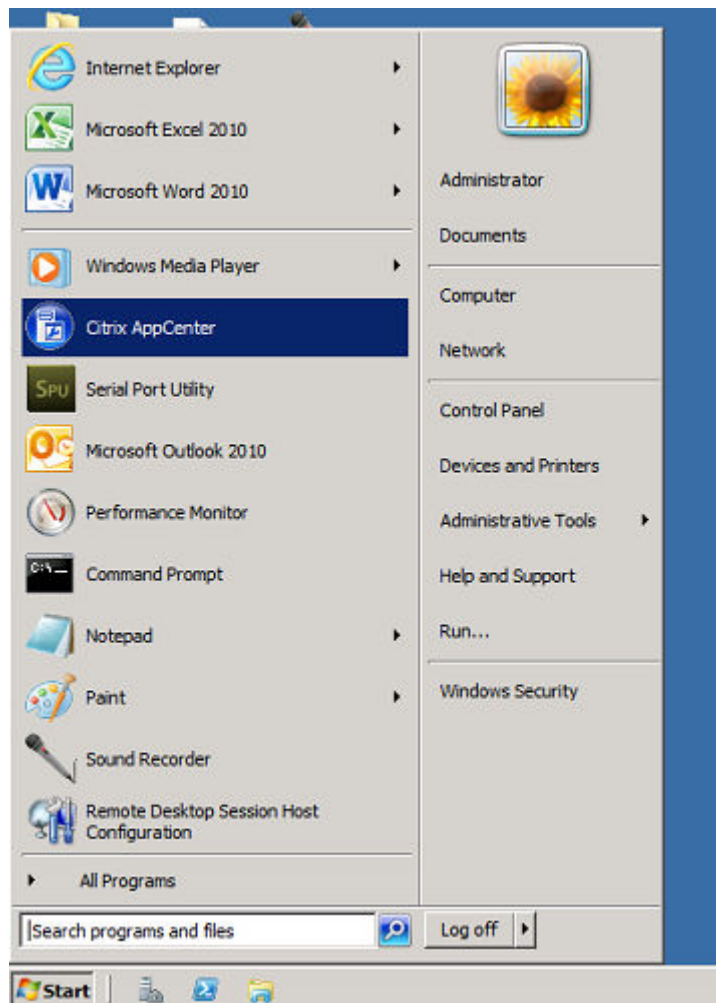 Internet Explorer
Microsoft Excel 2010
Microsoft Word 2010
Windows Media Player
Citrix AppCenter
SPU
Serial Port Utility
Microsoft Outlook 2010
Performance Monitor
C:\_
Command Prompt
Notepad
Paint
Sound Recorder
Remote Desktop Session Host
Configuration
All Programs
Search programs and files
Administrator
Documents
Computer
Network
Control Panel
Devices and Printers
Administrative Tools
Help and Support
Run...
Windows Security
Log off
Start